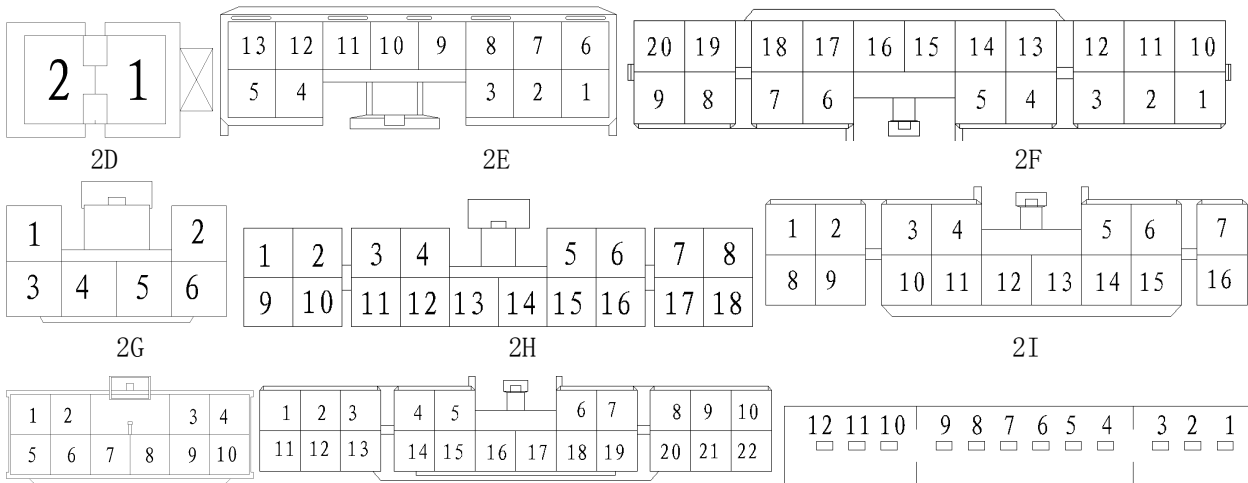 2 1
13 12 11 10 9 8 7 6
5 4 3 2 1
20 19 18 17 16 15 14 13 12 11 10
9 8 7 6 5 4 3 2 1
2D 2E 2F
1 2
3 4 5 6
1 2 3 4 5 6 7 8
9 10 11 12 13 14 15 16 17 18
1 2 3 4 5 6 7
8 9 10 11 12 13 14 15 16
2G 2H 2I
1 2 3 4
5 6 7 8 9 10
1 2 3 4 5 6 7 8 9 10
11 12 13 14 15 16 17 18 19 20 21 22
12 11 10 9 8 7 6 5 4 3 2 1